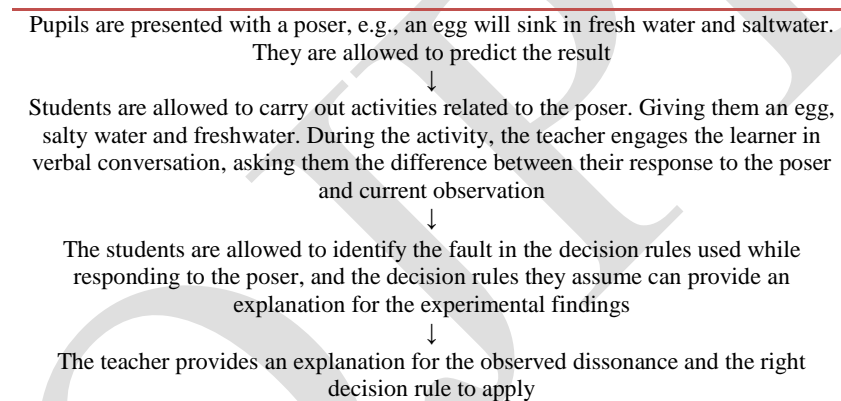 Pupils are presented with a poser, e.g., an egg will sink in fresh water and saltwater.
They are allowed to predict the result
↓
Students are allowed to carry out activities related to the poser. Giving them an egg,
salty water and freshwater. During the activity, the teacher engages the learner in
verbal conversation, asking them the difference between their response to the poser
and current observation
↓
The students are allowed to identify the fault in the decision rules used while
responding to the poser, and the decision rules they assume can provide an
explanation for the experimental findings
↓
The teacher provides an explanation for the observed dissonance and the right
decision rule to apply